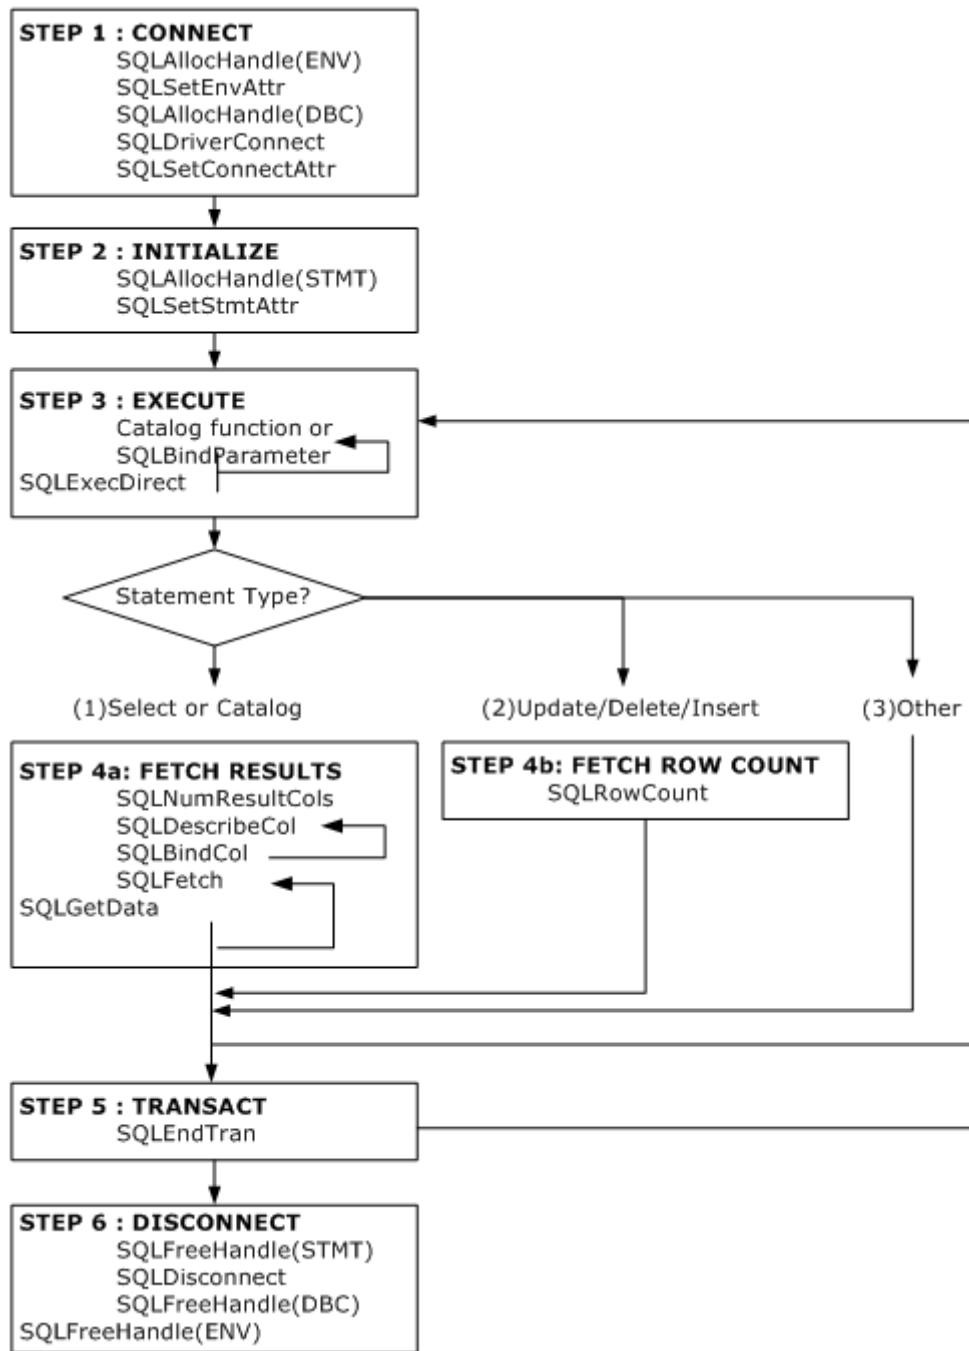 STEP 1 : CONNECT
SQLAllocHandle(ENV)
SQLSetEnvAttr
SQLAllocHandle(DBC)
SQLDriverConnect
SQLSetConnectAttr
STEP 2 : INITIALIZE
SQLAllocHandle(STMT)
SQLSetStmtAttr
STEP 3 : EXECUTE
Catalog function or
SQLBindParameter
SQLExecDirect
Statement Type?
(1)Select or Catalog
(2)Update/Delete/Insert
(3)Other
STEP 4a: FETCH RESULTS
SQLNumResultCols
SQLDescribeCol
SQLBindCol
SQLFetch
SQLGetData
STEP 4b: FETCH ROW COUNT
SQLRowCount
STEP 5 : TRANSACT
SQLEndTran
STEP 6 : DISCONNECT
SQLFreeHandle(STMT)
SQLDisconnect
SQLFreeHandle(DBC)
SQLFreeHandle(ENV)